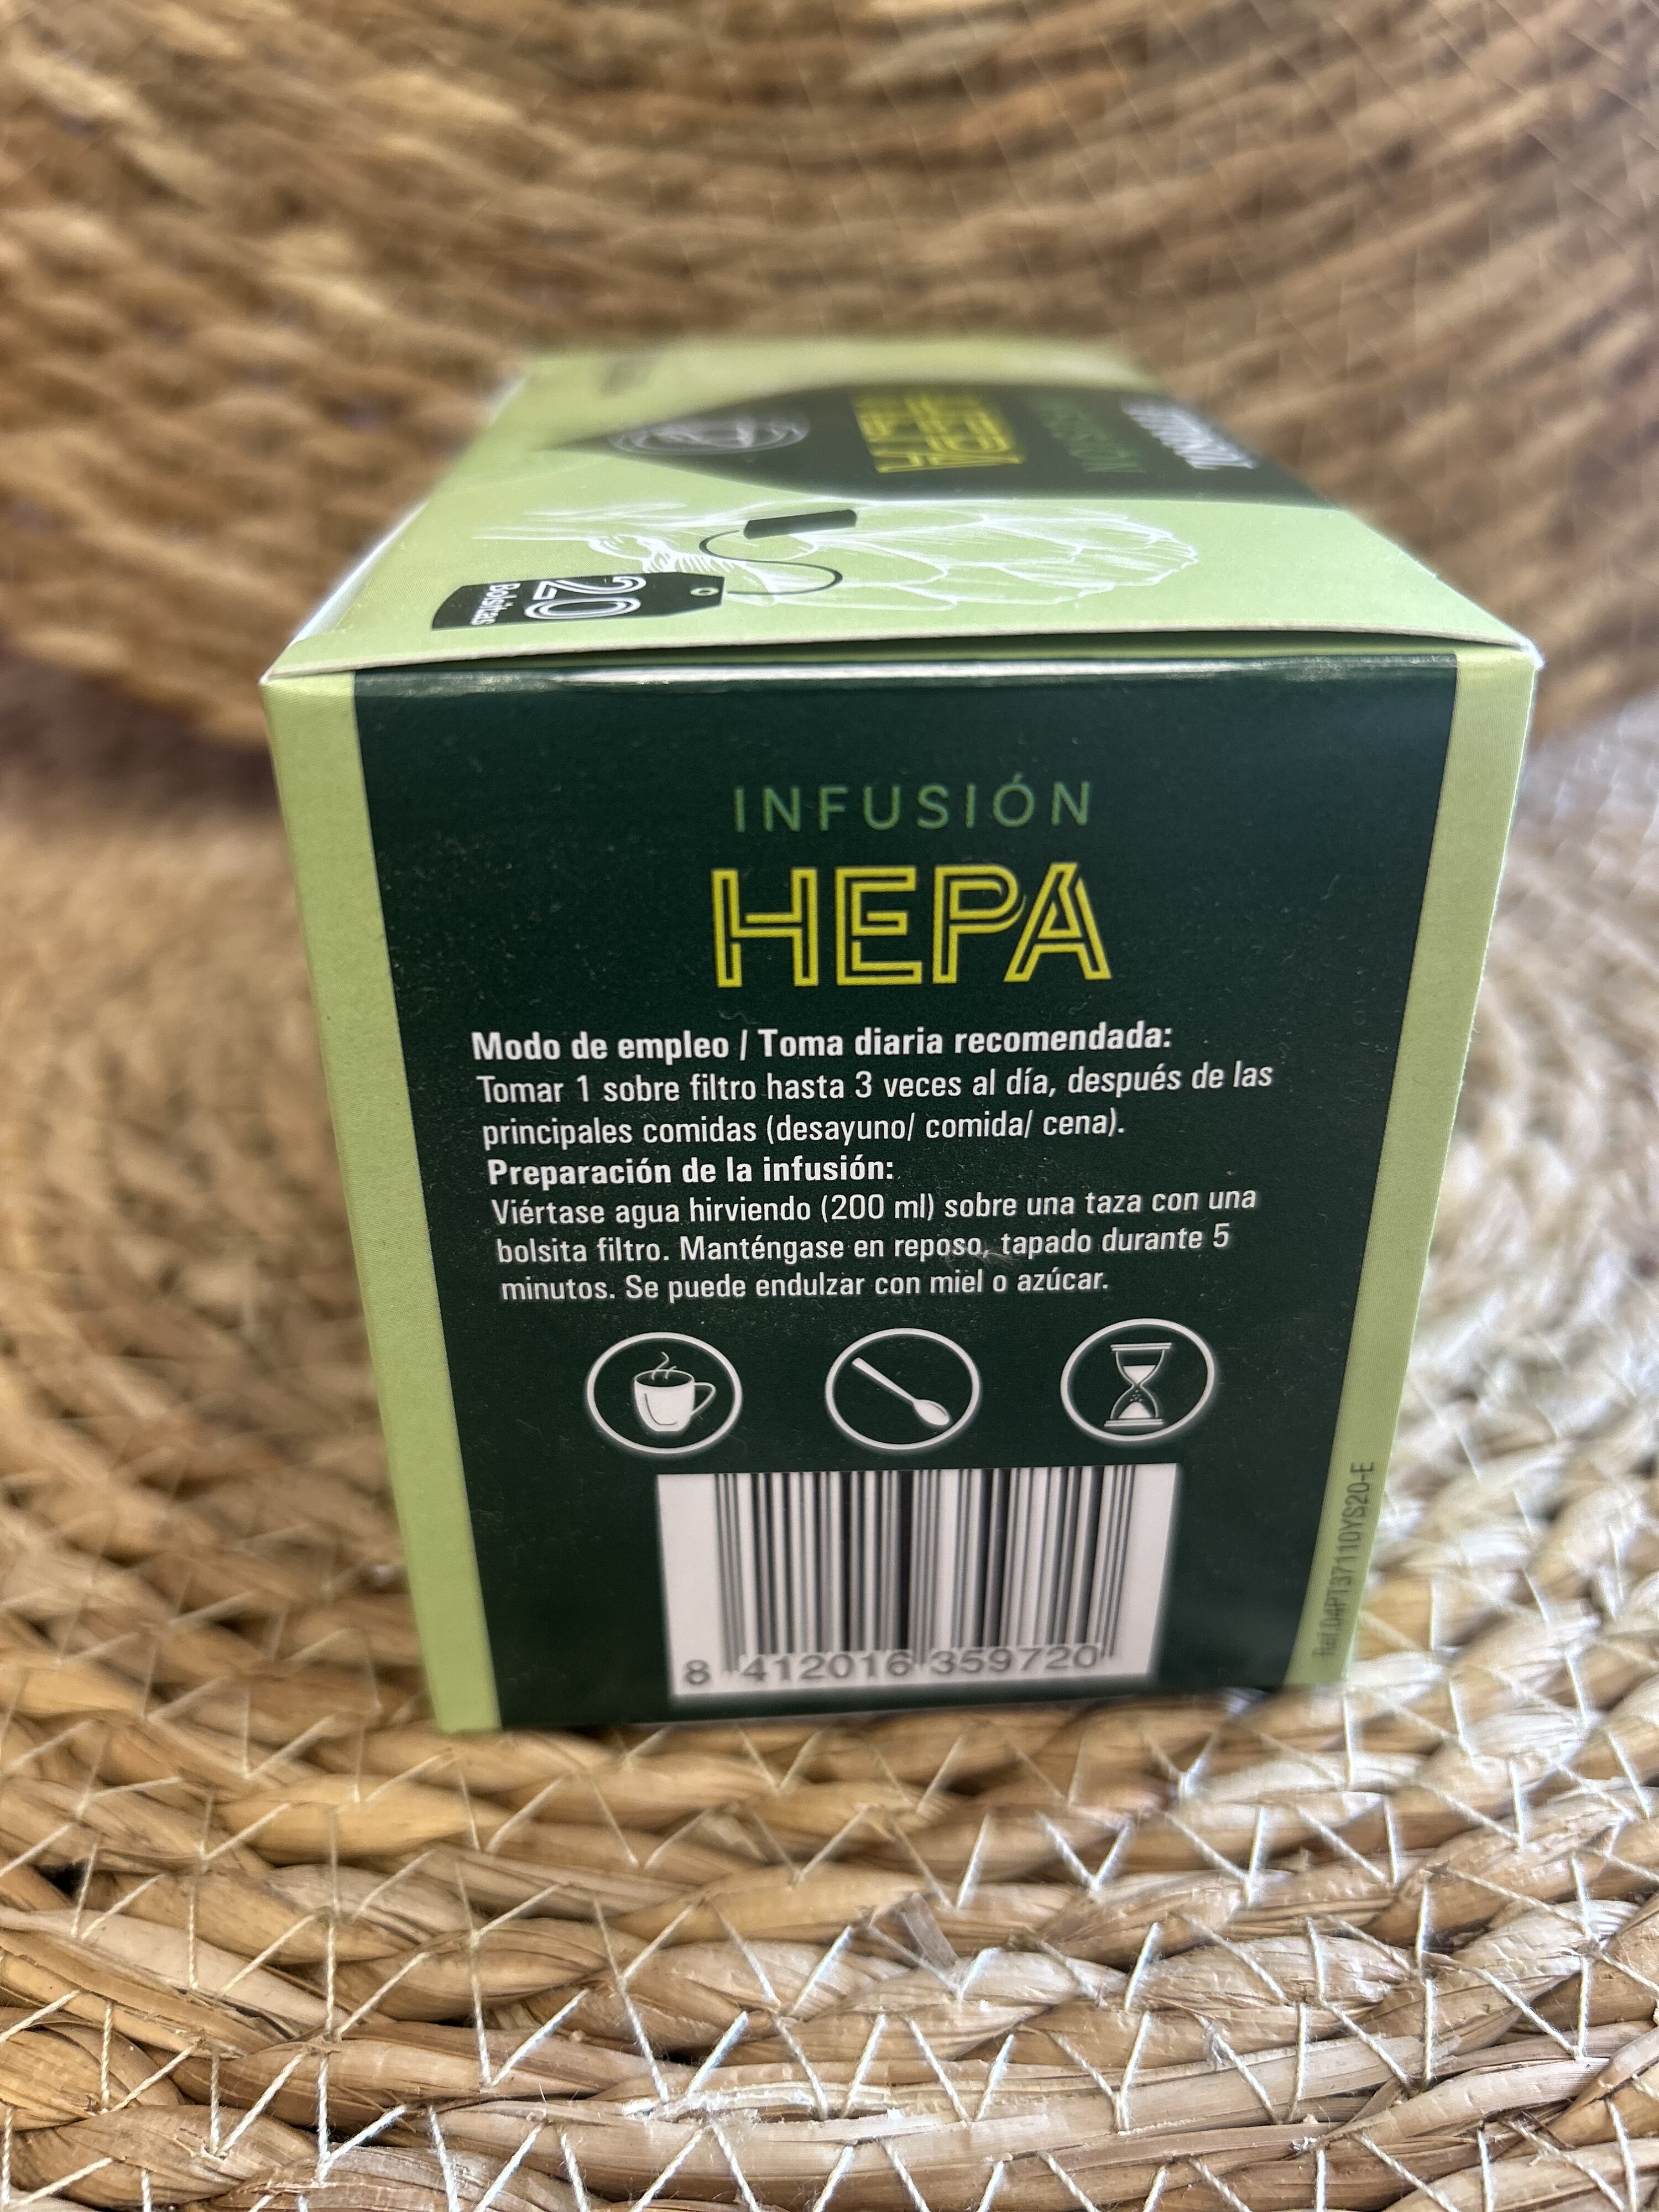 HEPA
INFUSIÓN
20
Bolsitas
INFUSIÓN
HEPA
Modo de empleo / Toma diaria recomendada:
Tomar 1 sobre filtro hasta 3 veces al día, después de las
principales comidas (desayuno/ comida/ cena).
Preparación de la infusión:
Viértase agua hirviendo (200 ml) sobre una taza con una
bolsita filtro. Manténgase en reposo, tapado durante 5
minutos. Se puede endulzar con miel o azúcar.
8 412016 359720
Ref.04PT37110YS20-E